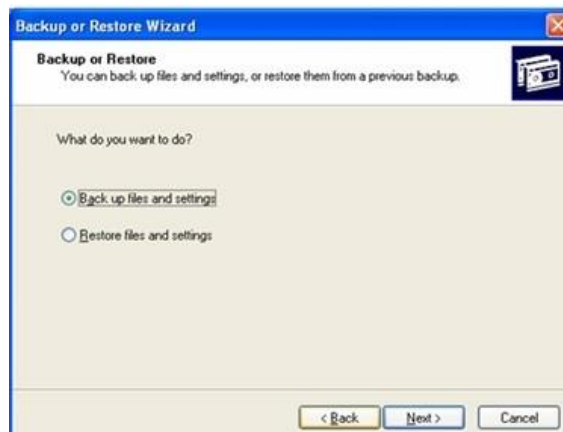 Backup or Restore Wizard
Backup or Restore
You can back up files and settings, or restore them from a previous backup.
What do you want to do?
Back up files and settings
Restore files and settings
< Back Next > Cancel